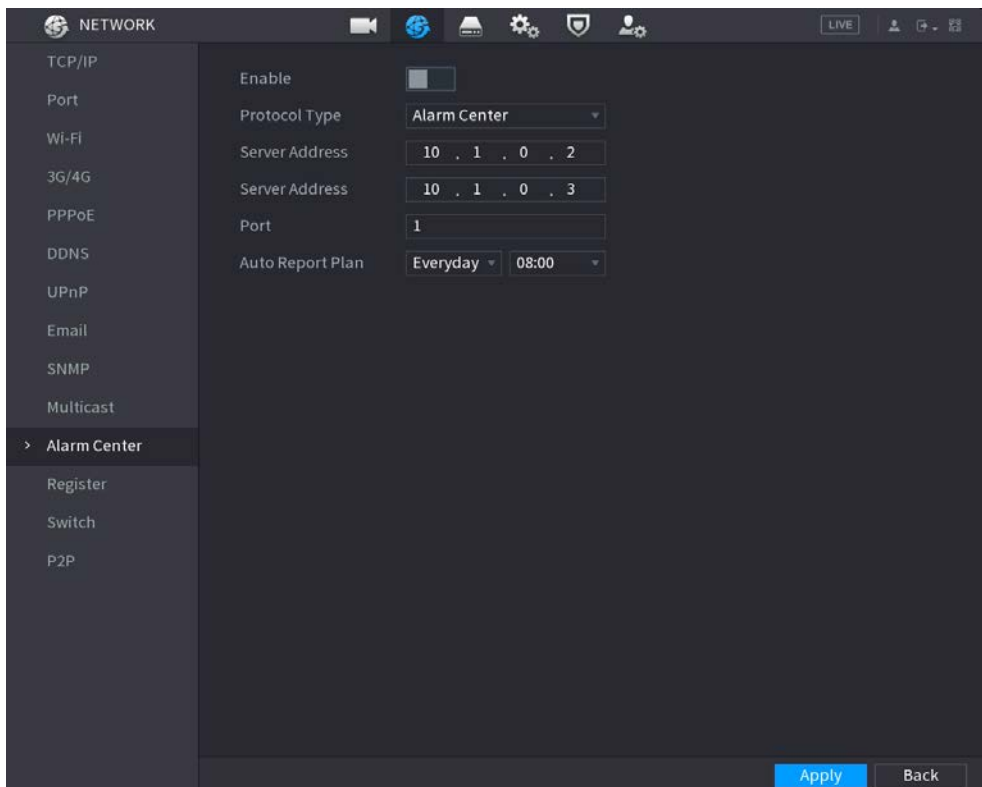 NETWORK
LIVE
TCP/IP
Port
Wi-Fi
3G/4G
PPPoE
DDNS
UPnP
Email
SNMP
Multicast
> Alarm Center
Register
Switch
P2P
Enable
Protocol Type Alarm Center
Server Address 10 . 1 . 0 . 2
Server Address 10 . 1 . 0 . 3
Port 1
Auto Report Plan Everyday 08:00
Apply Back